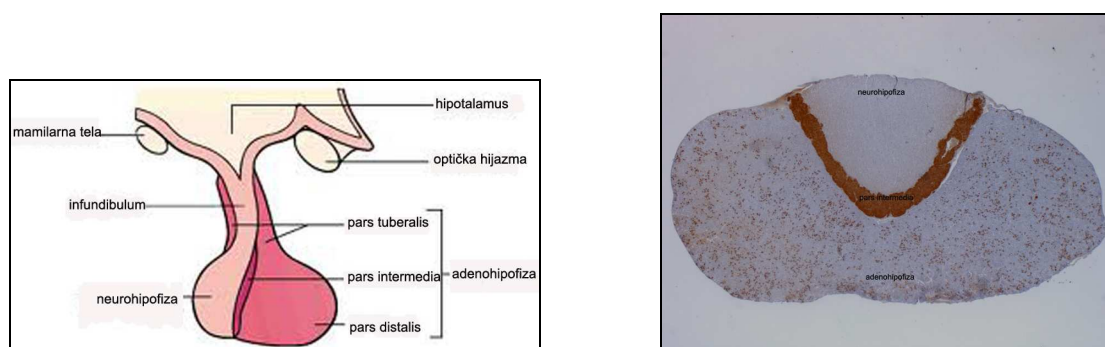 hipotalamus
mamilarna tela
optička hijazma
infundibulum
pars tuberalis
pars intermedia
adenohipofiza
neurohipofiza
pars distalis
neurohipofiza
pars intermedia
adenohipofiza